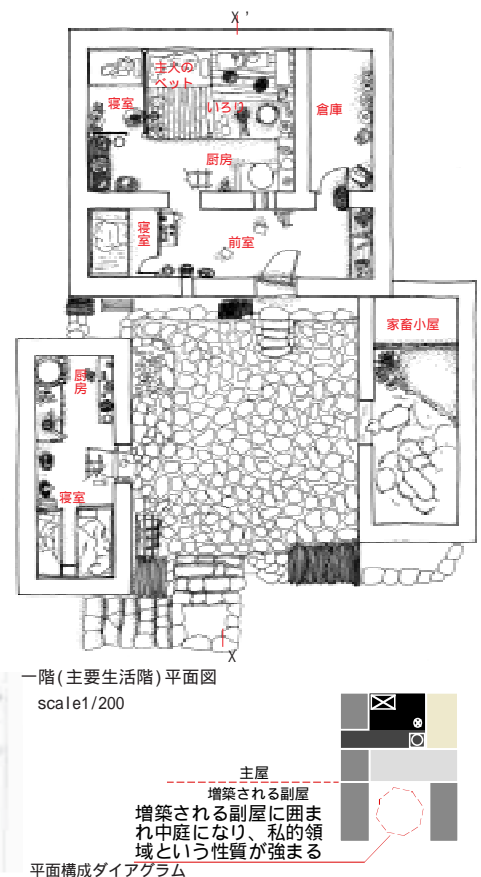 X'
主人の
ベット
寝室
いろり
倉庫
厨房
寝
室
前室
家畜小屋
厨
房
寝室
X
一階(主要生活階)平面図
scale1/200
主屋
増築される副屋
増築される副屋に囲ま
れ中庭になり、私的領
域という性質が強まる
平面構成ダイアグラム